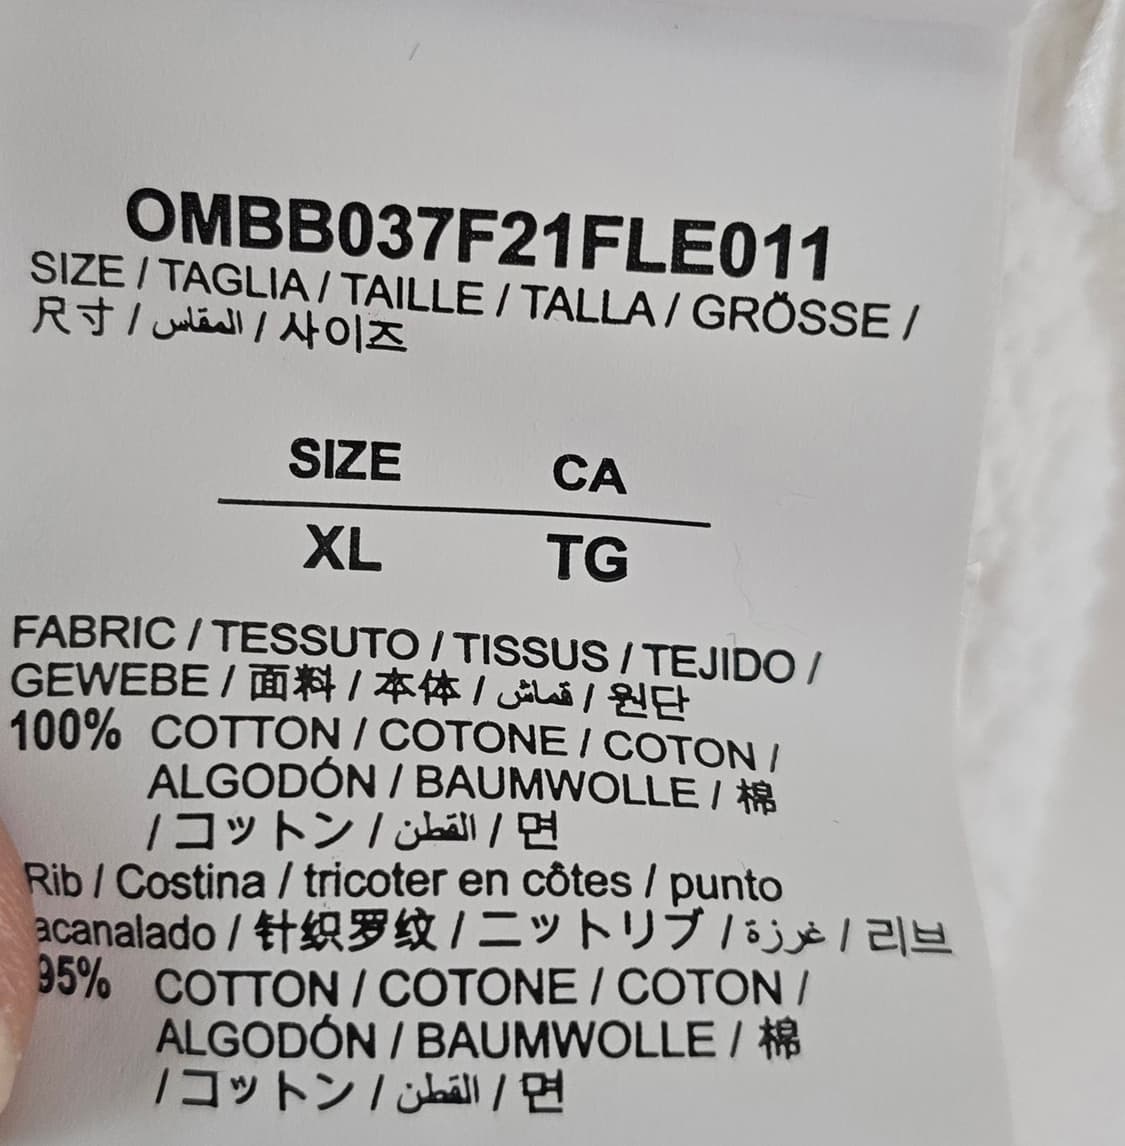 OMBB037F21FLE011
SIZE / TAGLIA / TAILLE / TALLA / GRÖSSE /
尺寸 / المقاس / 사이즈
SIZE CA
XL TG
FABRIC / TESSUTO / TISSUS / TEJIDO /
GEWEBE / 面料 / 本体 / قماش / 원단
100% COTTON / COTONE / COTON /
ALGODÓN / BAUMWOLLE / 棉
/ コットン / القطن / 면
Rib / Costina / tricoter en côtes / punto
acanalado / 针织罗纹 / ニットリブ / غرزة / 리브
95% COTTON / COTONE / COTON /
ALGODÓN / BAUMWOLLE / 棉
/ コットン / القطن / 면